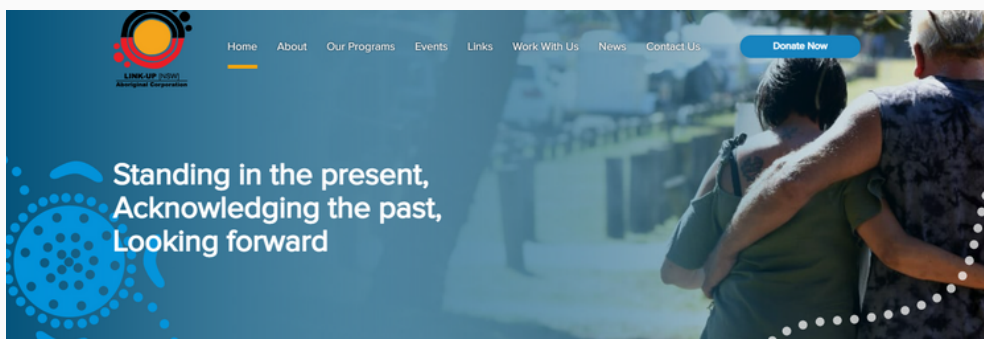 LINK-UP (NSW)
Aboriginal Corporation
Home About Our Programs Events Links Work With Us News Contact Us Donate Now
Standing in the present,
Acknowledging the past,
Looking forward